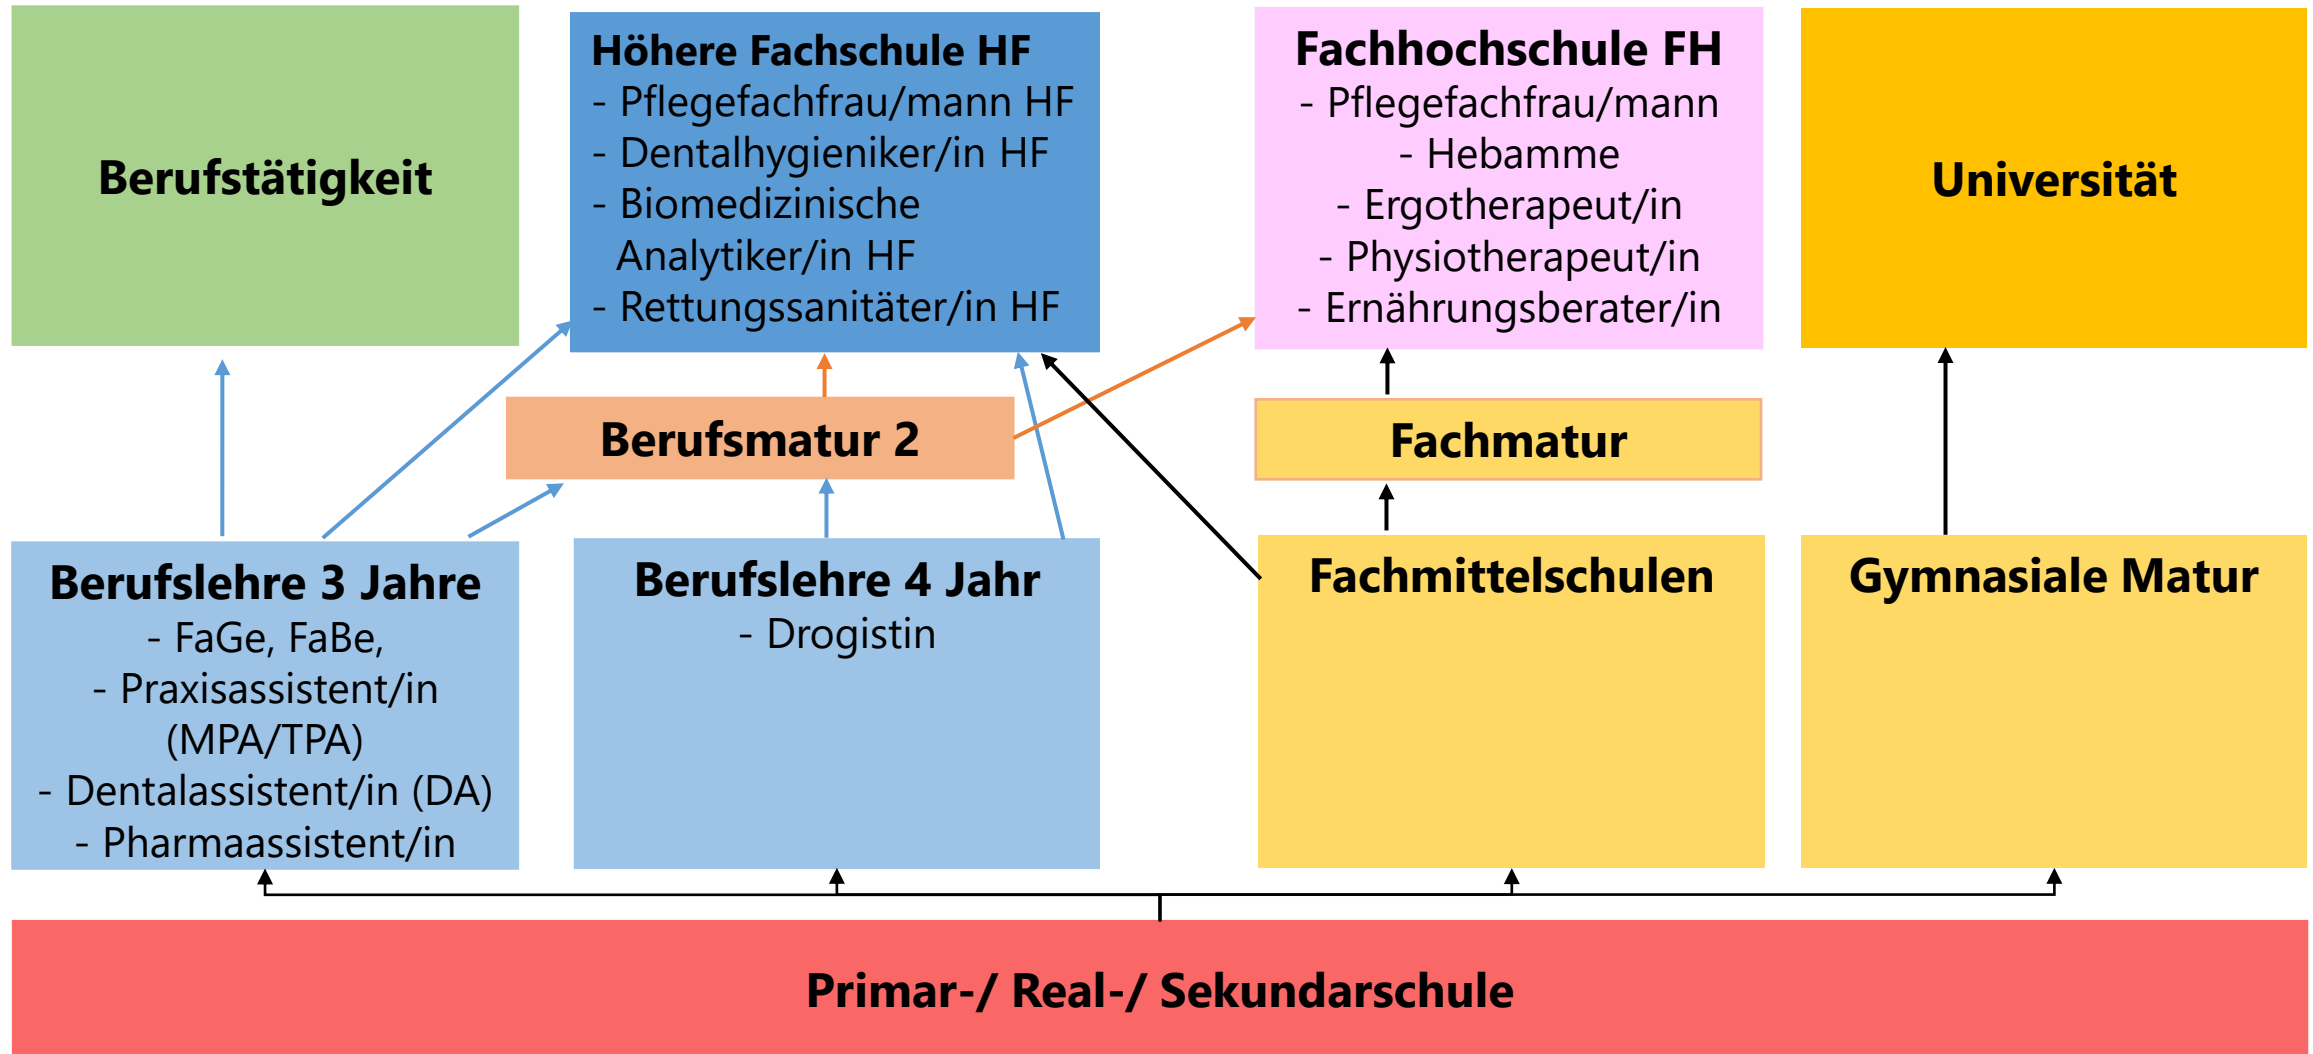 Berufstätigkeit
Höhere Fachschule HF
- Pflegefachfrau/mann HF
- Dentalhygieniker/in HF
- Biomedizinische
Analytiker/in HF
- Rettungssanitäter/in HF
Fachhochschule FH
- Pflegefachfrau/mann
- Hebamme
- Ergotherapeut/in
- Physiotherapeut/in
- Ernährungsberater/in
Universität
Berufsmatur 2
Fachmatur
Berufslehre 3 Jahre
- FaGe, FaBe,
- Praxisassistent/in
(MPA/TPA)
- Dentalassistent/in (DA)
- Pharmaassistent/in
Berufslehre 4 Jahr
- Drogistin
Fachmittelschulen
Gymnasiale Matur
Primar-/ Real-/ Sekundarschule